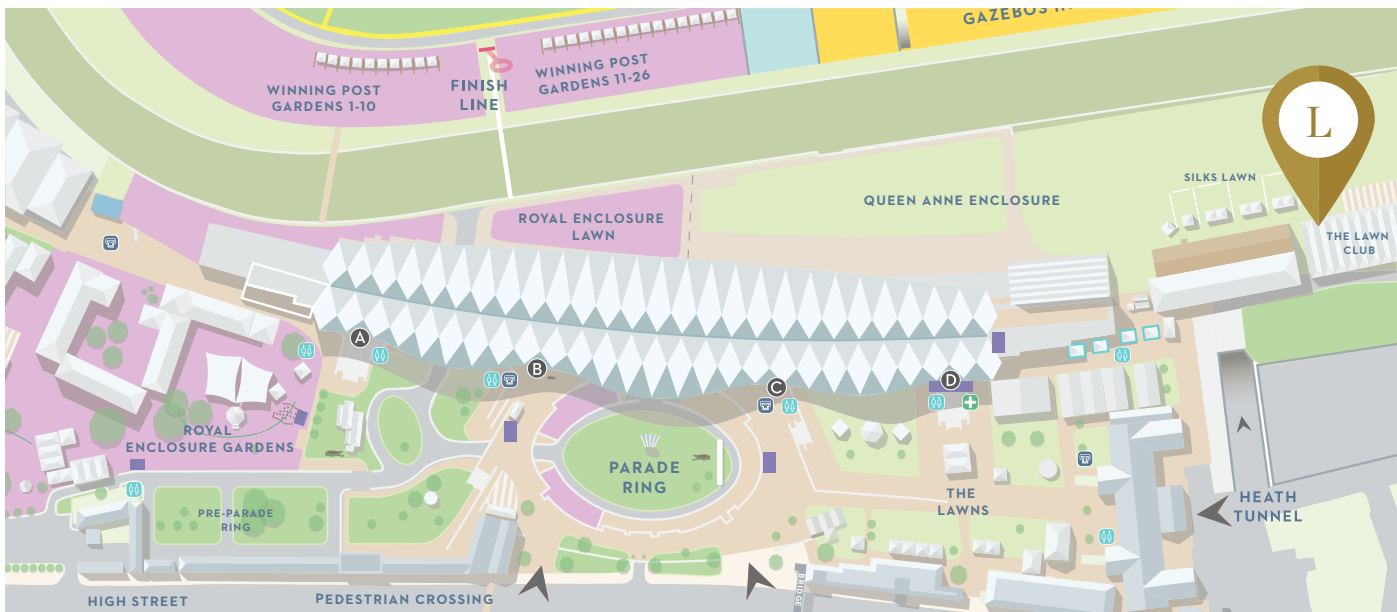 GAZEBOS
WINNING POST
GARDENS 1-10
FINISH
LINE
WINNING POST
GARDENS 11-26
L
SILKS LAWN
QUEEN ANNE ENCLOSURE
ROYAL ENCLOSURE
LAWN
THE LAWN
CLUB
A
B
C
D
ROYAL
ENCLOSURE GARDENS
PARADE
RING
THE
LAWNS
HEATH
TUNNEL
PRE-PARADE
RING
BRIDGE
HIGH STREET
PEDESTRIAN CROSSING